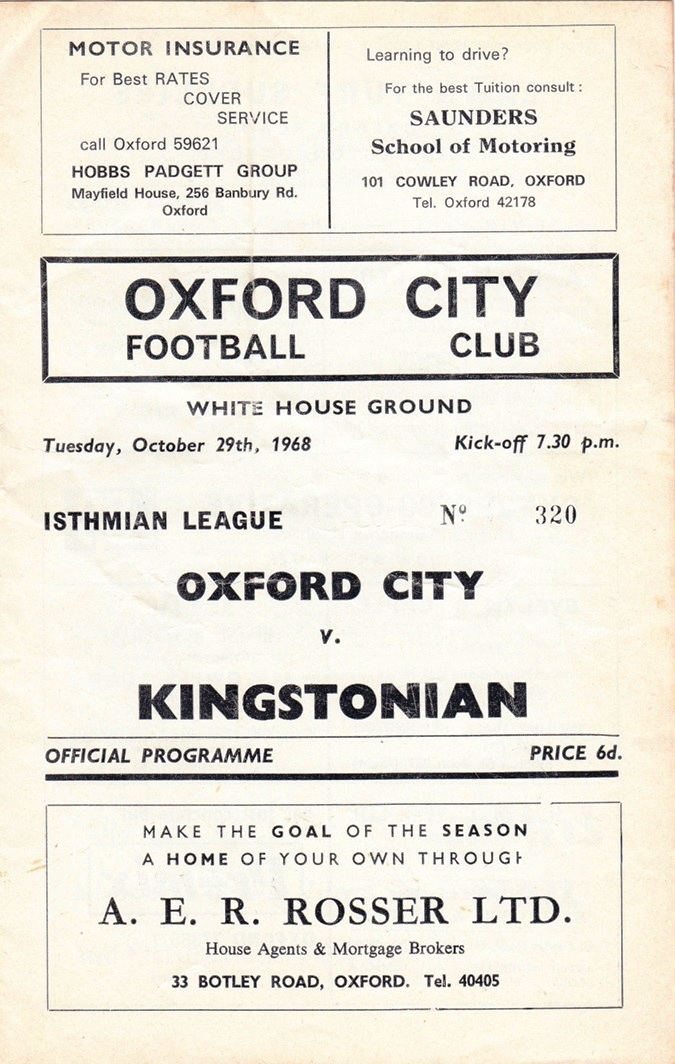 MOTOR INSURANCE
For Best RATES
COVER
SERVICE
call Oxford 59621
HOBBS PADGETT GROUP
Mayfield House, 256 Banbury Rd.
Oxford
Learning to drive?
For the best Tuition consult:
SAUNDERS
School of Motoring
101 COWLEY ROAD, OXFORD
Tel. Oxford 42178
OXFORD CITY
FOOTBALL CLUB
WHITE HOUSE GROUND
Tuesday, October 29th, 1968 Kick-off 7.30 p.m.
ISTHMIAN LEAGUE Nº 320
OXFORD CITY
v.
KINGSTONIAN
OFFICIAL PROGRAMME PRICE 6d.
MAKE THE GOAL OF THE SEASON
A HOME OF YOUR OWN THROUGH
A. E. R. ROSSER LTD.
House Agents & Mortgage Brokers
33 BOTLEY ROAD, OXFORD. Tel. 40405